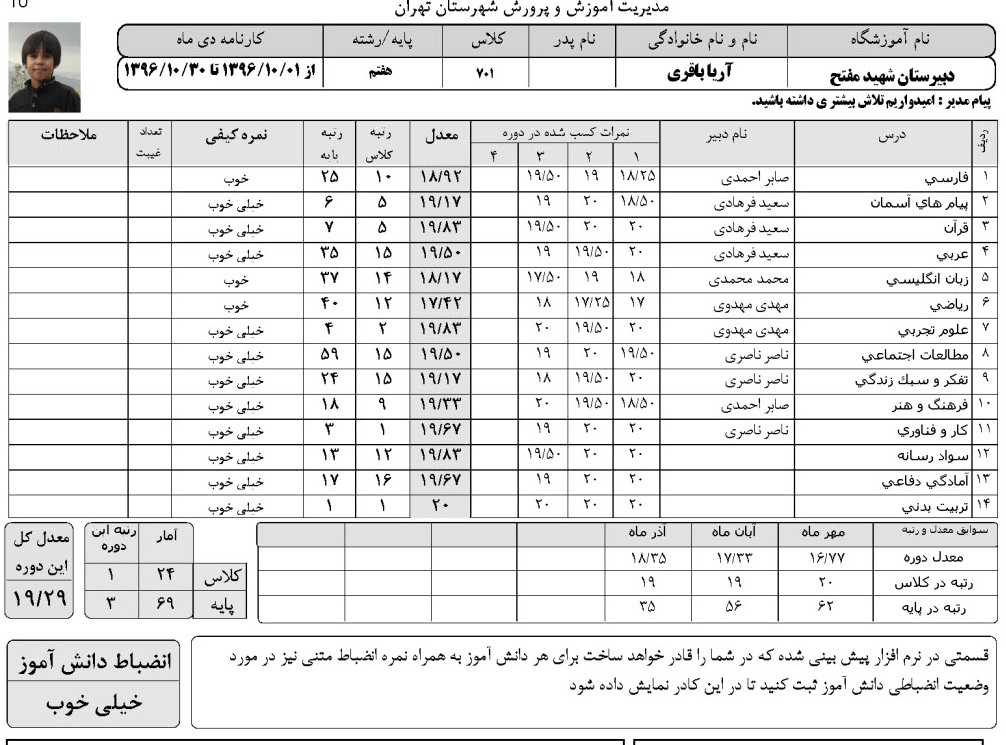 10
مدیریت آموزش و پرورش شهرستان تهران
نام آموزشگاه نام و نام خانوادگی نام پدر کلاس پایه/رشته کارنامه دی ماه
دبیرستان شهید مفتح آریا باقری ۷۰۱ هفتم از ۱۳۹۶/۱۰/۰۱ تا ۱۳۹۶/۱۰/۳۰
پیام مدیر : امیدواریم تلاش بیشتری داشته باشید.
ردیف درس نام دبیر نمرات کسب شده در دوره معدل رتبه کلاس رتبه پایه نمره کیفی تعداد غیبت ملاحظات
۱ ۲ ۳ ۴
۱ فارسي صابر احمدی ۱۸/۲۵ ۱۹ ۱۹/۵۰ ۱۸/۹۲ ۱۰ ۲۵ خوب
۲ پیام هاي آسمان سعید فرهادی ۱۸/۵۰ ۲۰ ۱۹ ۱۹/۱۷ ۵ ۶ خیلی خوب
۳ قرآن سعید فرهادی ۲۰ ۲۰ ۱۹/۵۰ ۱۹/۸۳ ۵ ۷ خیلی خوب
۴ عربي سعید فرهادی ۲۰ ۱۹/۵۰ ۱۹ ۱۹/۵۰ ۱۵ ۳۵ خیلی خوب
۵ زبان انگلیسي محمد محمدی ۱۸ ۱۹ ۱۷/۵۰ ۱۸/۱۷ ۱۴ ۳۷ خوب
۶ ریاضي مهدی مهدوی ۱۷ ۱۷/۲۵ ۱۸ ۱۷/۴۲ ۱۲ ۴۰ خوب
۷ علوم تجربي مهدی مهدوی ۲۰ ۱۹/۵۰ ۲۰ ۱۹/۸۳ ۲ ۴ خیلی خوب
۸ مطالعات اجتماعي ناصر ناصری ۱۹/۵۰ ۲۰ ۱۹ ۱۹/۵۰ ۱۵ ۵۹ خیلی خوب
۹ تفکر و سبك زندگي ناصر ناصری ۲۰ ۱۹/۵۰ ۱۸ ۱۹/۱۷ ۱۵ ۲۴ خیلی خوب
۱۰ فرهنگ و هنر صابر احمدی ۱۸/۵۰ ۱۹/۵۰ ۲۰ ۱۹/۳۳ ۹ ۱۸ خیلی خوب
۱۱ کار و فناوري ناصر ناصری ۲۰ ۲۰ ۱۹ ۱۹/۶۷ ۱ ۳ خیلی خوب
۱۲ سواد رسانه ۲۰ ۲۰ ۱۹/۵۰ ۱۹/۸۳ ۱۲ ۱۳ خیلی خوب
۱۳ آمادگي دفاعي ۲۰ ۲۰ ۱۹ ۱۹/۶۷ ۱۶ ۱۷ خیلی خوب
۱۴ تربیت بدني ۲۰ ۲۰ ۲۰ ۲۰ ۱ ۱ خیلی خوب
سوابق معدل و رتبه مهر ماه آبان ماه آذر ماه
معدل دوره ۱۶/۷۷ ۱۷/۳۳ ۱۸/۳۵
رتبه در کلاس ۲۰ ۱۹ ۱۹
رتبه در پایه ۶۲ ۵۶ ۳۵
آمار رتبه این دوره
کلاس ۲۴ ۱
پایه ۶۹ ۳
معدل کل
این دوره
۱۹/۲۹
قسمتی در نرم افزار پیش بینی شده که در شما را قادر خواهد ساخت برای هر دانش آموز به همراه نمره انضباط متنی نیز در مورد
وضعیت انضباطی دانش آموز ثبت کنید تا در این کادر نمایش داده شود
انضباط دانش آموز
خیلی خوب